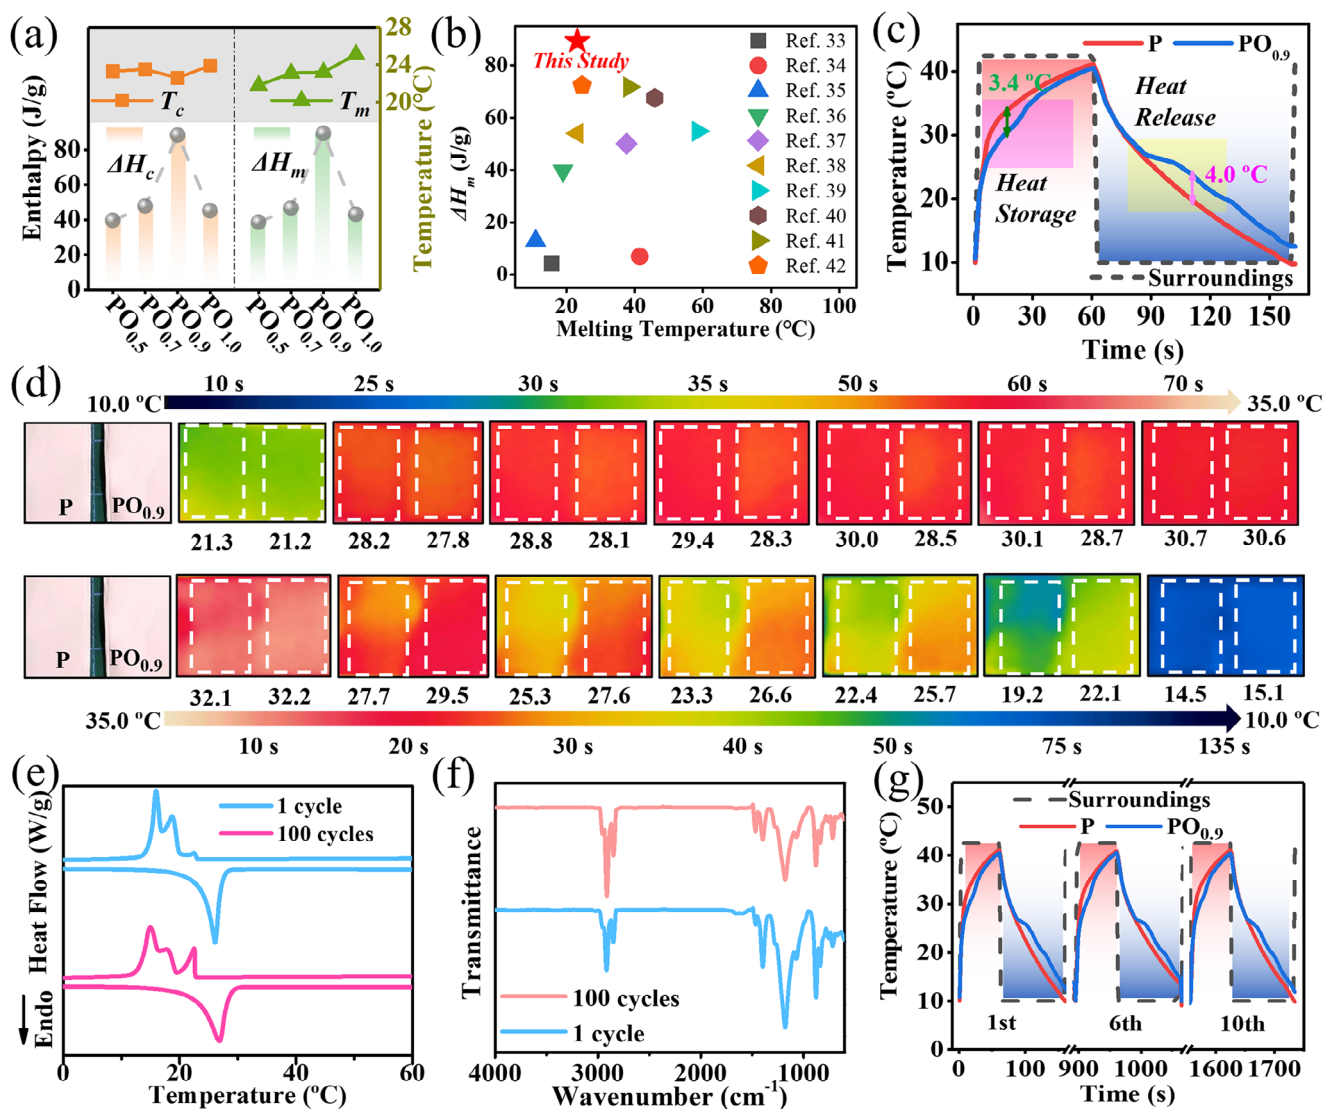 (a)
Enthalpy (J/g)
80
60
40
20
0
T_c
T_m
ΔH_c
ΔH_m
28
24
20
Temperature (°C)
PO0.5
PO0.7
PO0.9
PO1.0
PO0.5
PO0.7
PO0.9
PO1.0
(b)
ΔH_m (J/g)
80
60
40
20
0
This Study
Ref. 33
Ref. 34
Ref. 35
Ref. 36
Ref. 37
Ref. 38
Ref. 39
Ref. 40
Ref. 41
Ref. 42
20 40 60 80 100
Melting Temperature (°C)
(c)
Temperature (°C)
50
40
30
20
10
P PO0.9
3.4 °C
Heat
Storage
Heat
Release
4.0 °C
Surroundings
0 30 60 90 120 150
Time (s)
(d)
10 s 25 s 30 s 35 s 50 s 60 s 70 s
10.0 °C 35.0 °C
P PO0.9
21.3 21.2 28.2 27.8 28.8 28.1 29.4 28.3 30.0 28.5 30.1 28.7 30.7 30.6
P PO0.9
32.1 32.2 27.7 29.5 25.3 27.6 23.3 26.6 22.4 25.7 19.2 22.1 14.5 15.1
35.0 °C 10.0 °C
10 s 20 s 30 s 40 s 50 s 75 s 135 s
(e)
Heat Flow (W/g)
Endo
1 cycle
100 cycles
0 20 40 60
Temperature (°C)
(f)
Transmittance
100 cycles
1 cycle
4000 3000 2000 1000
Wavenumber (cm-1)
(g)
Temperature (°C)
50
40
30
20
10
0
Surroundings
P PO0.9
1st 6th 10th
0 100 900 1000 1600 1700
Time (s)